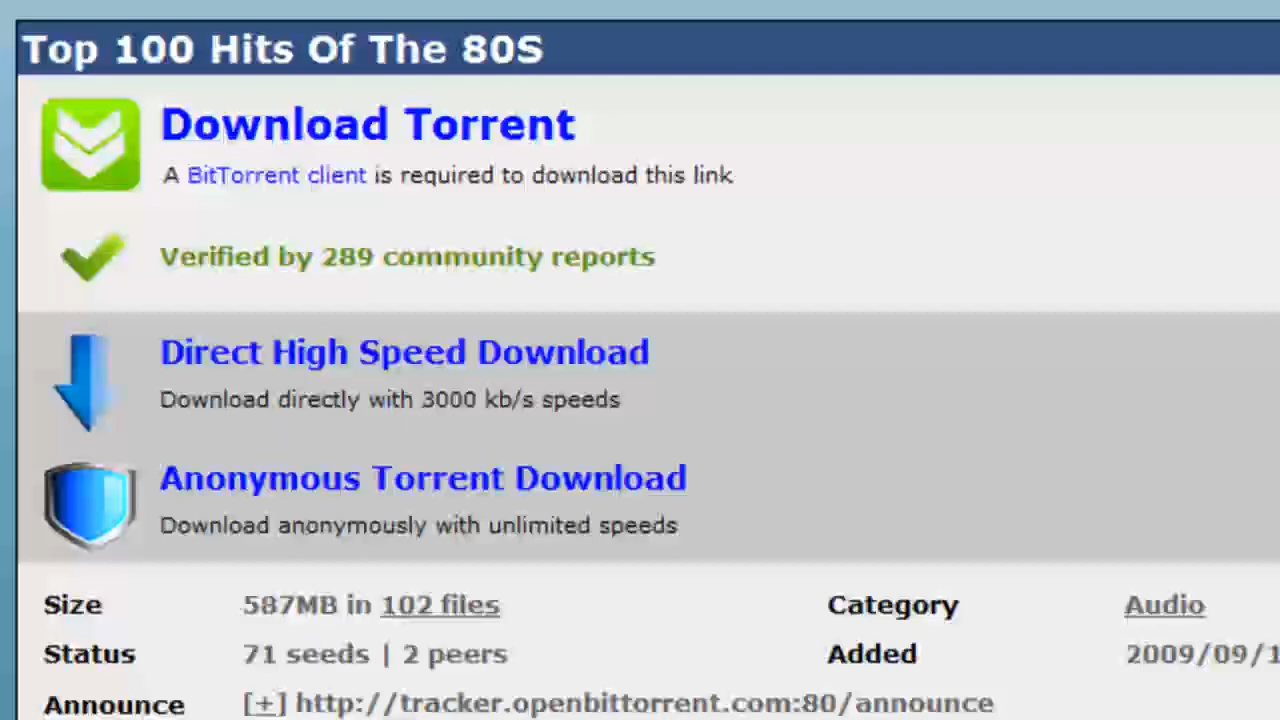 Top 100 Hits Of The 80S
Download Torrent
A BitTorrent client is required to download this link
Verified by 289 community reports
Direct High Speed Download
Download directly with 3000 kb/s speeds
Anonymous Torrent Download
Download anonymously with unlimited speeds
Size 587MB in 102 files Category Audio
Status 71 seeds | 2 peers Added 2009/09/1
Announce [+] http://tracker.openbittorrent.com:80/announce